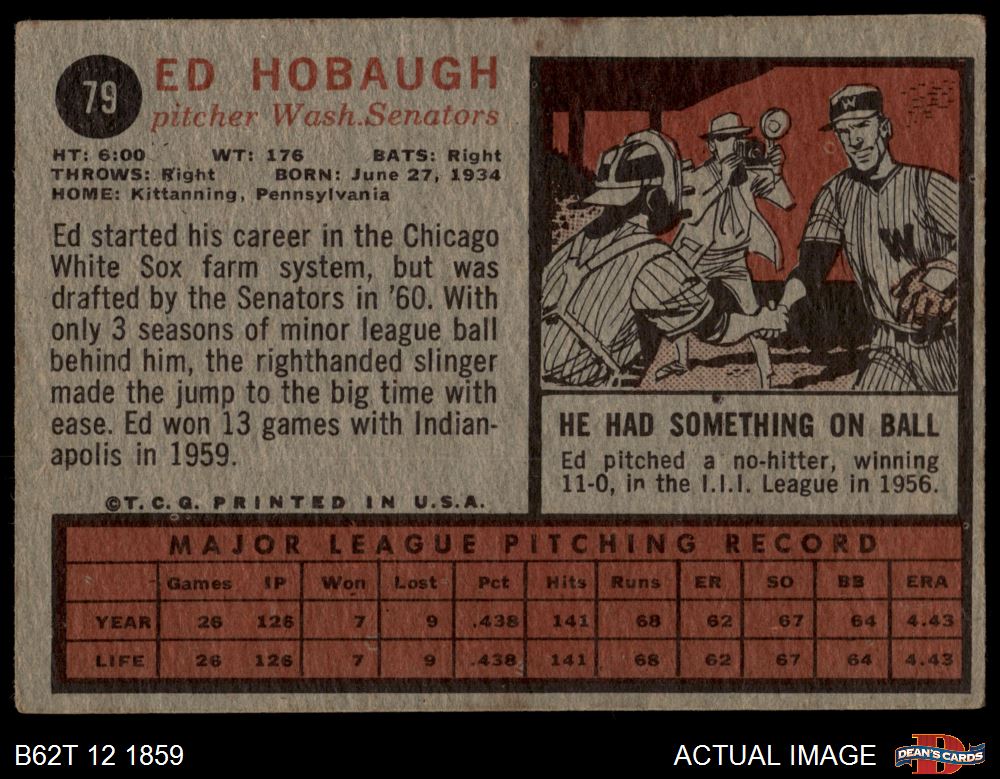 79
ED HOBAUGH
pitcher Wash.Senators
HT: 6:00 WT: 176 BATS: Right
THROWS: Right BORN: June 27, 1934
HOME: Kittanning, Pennsylvania
Ed started his career in the Chicago
White Sox farm system, but was
drafted by the Senators in '60. With
only 3 seasons of minor league ball
behind him, the righthanded slinger
made the jump to the big time with
ease. Ed won 13 games with Indian-
apolis in 1959.
©T.C.G. PRINTED IN U.S.A.
W
W
HE HAD SOMETHING ON BALL
Ed pitched a no-hitter, winning
11-0, in the I.I.I. League in 1956.
MAJOR LEAGUE PITCHING RECORD
Games IP Won Lost Pct Hits Runs ER SO BB ERA
YEAR 26 126 7 9 .438 141 68 62 67 64 4.43
LIFE 26 126 7 9 .438 141 68 62 67 64 4.43
B62T 12 1859
ACTUAL IMAGE
DEAN'S CARDS